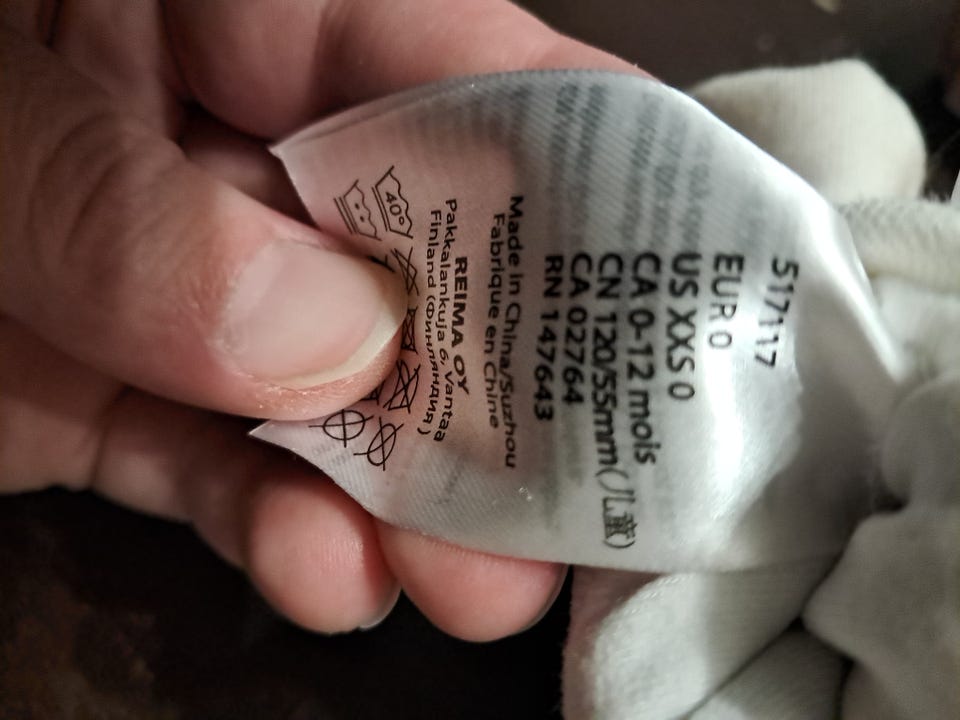 517117
EUR 0
US XXS 0
CA 0-12 mois
CN 120/55mm(儿童)
CA 02764
RN 147643
Made in China/Suzhou
Fabrique en Chine
REIMA OY
Pakkalankuja 6, Vantaa
Finland (Финляндия)
40°